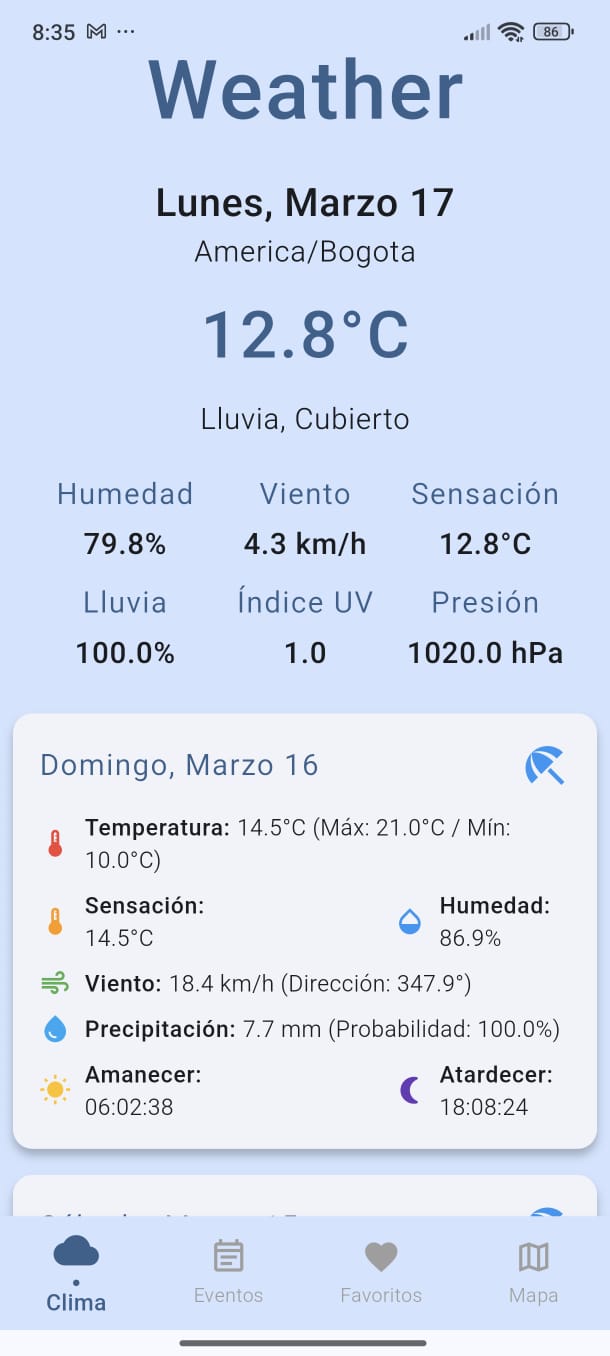 8:35
86
Weather
Lunes, Marzo 17
America/Bogota
12.8°C
Lluvia, Cubierto
Humedad Viento Sensación
79.8% 4.3 km/h 12.8°C
Lluvia Índice UV Presión
100.0% 1.0 1020.0 hPa
Domingo, Marzo 16
Temperatura: 14.5°C (Máx: 21.0°C / Mín:
10.0°C)
Sensación: Humedad:
14.5°C 86.9%
Viento: 18.4 km/h (Dirección: 347.9°)
Precipitación: 7.7 mm (Probabilidad: 100.0%)
Amanecer: Atardecer:
06:02:38 18:08:24
Clima Eventos Favoritos Mapa